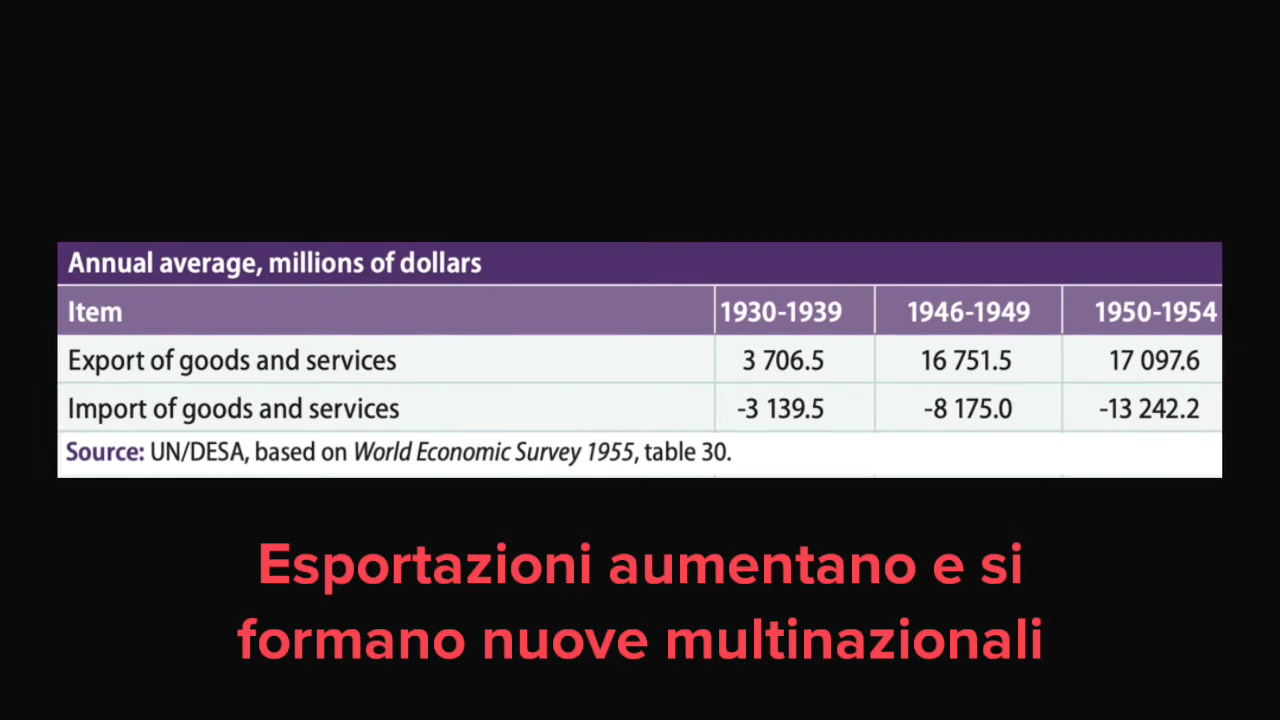 Annual average, millions of dollars
Item 1930-1939 1946-1949 1950-1954
Export of goods and services 3 706.5 16 751.5 17 097.6
Import of goods and services -3 139.5 -8 175.0 -13 242.2
Source: UN/DESA, based on World Economic Survey 1955, table 30.
Esportazioni aumentano e si
formano nuove multinazionali